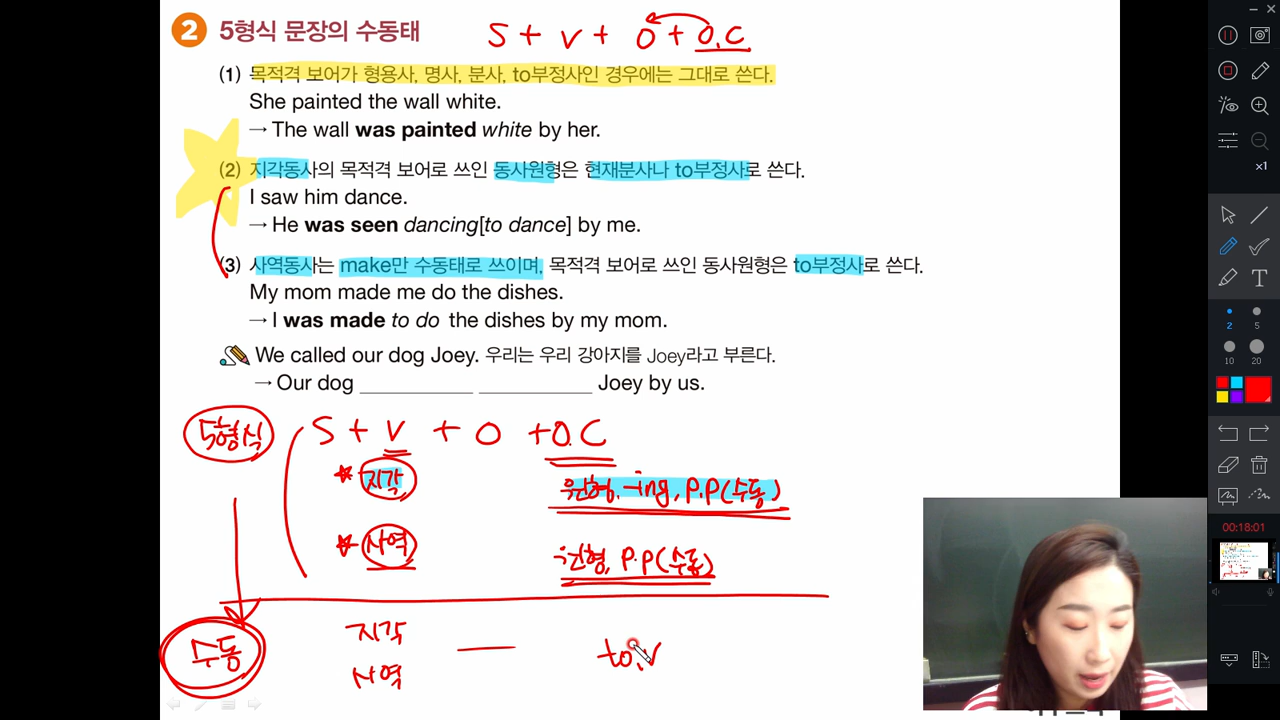 2 5형식 문장의 수동태 S + V + O + O.C
(1) 목적격 보어가 형용사, 명사, 분사, to부정사인 경우에는 그대로 쓴다.
She painted the wall white.
→ The wall was painted white by her.
(2) 지각동사의 목적격 보어로 쓰인 동사원형은 현재분사나 to부정사로 쓴다.
I saw him dance.
→ He was seen dancing[to dance] by me.
(3) 사역동사는 make만 수동태로 쓰이며, 목적격 보어로 쓰인 동사원형은 to부정사로 쓴다.
My mom made me do the dishes.
→ I was made to do the dishes by my mom.
We called our dog Joey. 우리는 우리 강아지를 Joey라고 부른다.
→ Our dog ________ ________ Joey by us.
5형식 S + V + O + O.C
지각 원형, -ing, P.P(수동)
사역 원형, P.P(수동)
수동 지각 — to.V
사역
×1
2 5
10 20
00:18:01